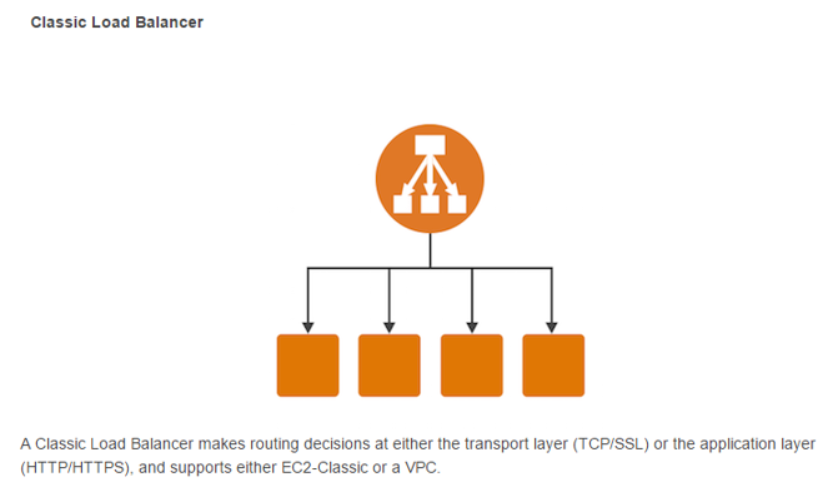 Classic Load Balancer
A Classic Load Balancer makes routing decisions at either the transport layer (TCP/SSL) or the application layer
(HTTP/HTTPS), and supports either EC2-Classic or a VPC.